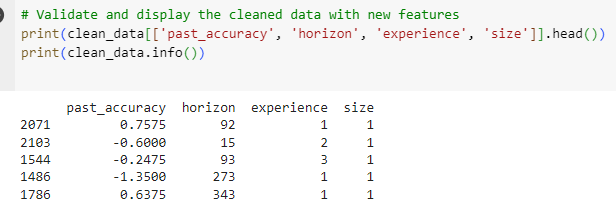 # Validate and display the cleaned data with new features
print(clean_data[['past_accuracy', 'horizon', 'experience', 'size']].head())
print(clean_data.info())
past_accuracy horizon experience size
2071 0.7575 92 1 1
2103 -0.6000 15 2 1
1544 -0.2475 93 3 1
1486 -1.3500 273 1 1
1786 0.6375 343 1 1